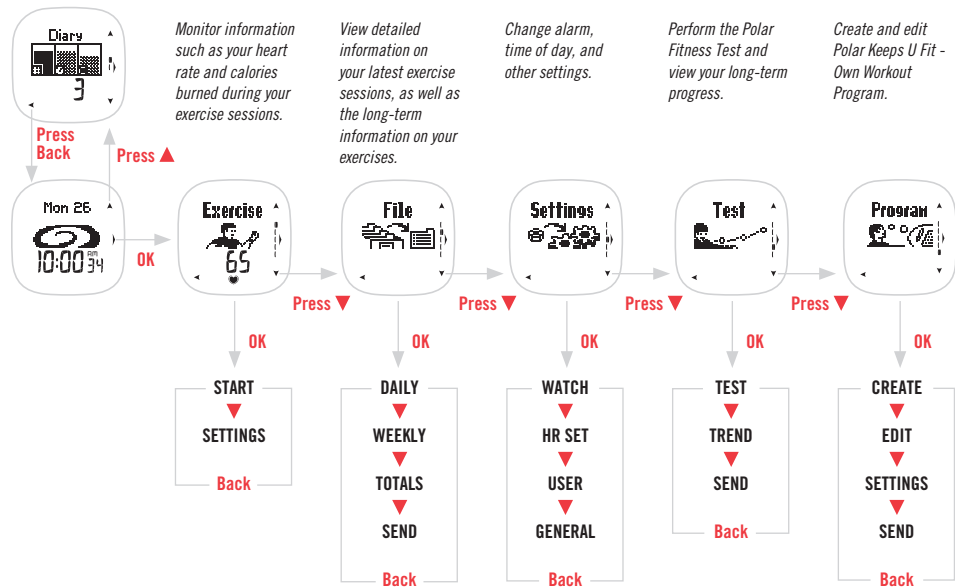 Diary
3
Press
Back
Press ▲
Mon 26
10:00 AM 34
OK
Monitor information
such as your heart
rate and calories
burned during your
exercise sessions.
Exercise
65
Press ▼
OK
START
▼
SETTINGS
Back
View detailed
information on
your latest exercise
sessions, as well as
the long-term
information on your
exercises.
File
Press ▼
OK
DAILY
▼
WEEKLY
▼
TOTALS
▼
SEND
Back
Change alarm,
time of day, and
other settings.
Settings
Press ▼
OK
WATCH
▼
HR SET
▼
USER
▼
GENERAL
Back
Perform the Polar
Fitness Test and
view your long-term
progress.
Test
Press ▼
OK
TEST
▼
TREND
▼
SEND
Back
Create and edit
Polar Keeps U Fit -
Own Workout
Program.
Program
OK
CREATE
▼
EDIT
▼
SETTINGS
▼
SEND
Back